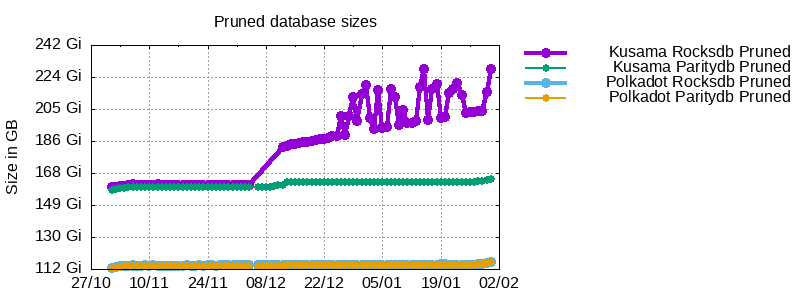 Pruned database sizes
242 Gi
224 Gi
205 Gi
186 Gi
168 Gi
149 Gi
130 Gi
112 Gi
Size in GB
27/10 10/11 24/11 08/12 22/12 05/01 19/01 02/02
Kusama Rocksdb Pruned
Kusama Paritydb Pruned
Polkadot Rocksdb Pruned
Polkadot Paritydb Pruned